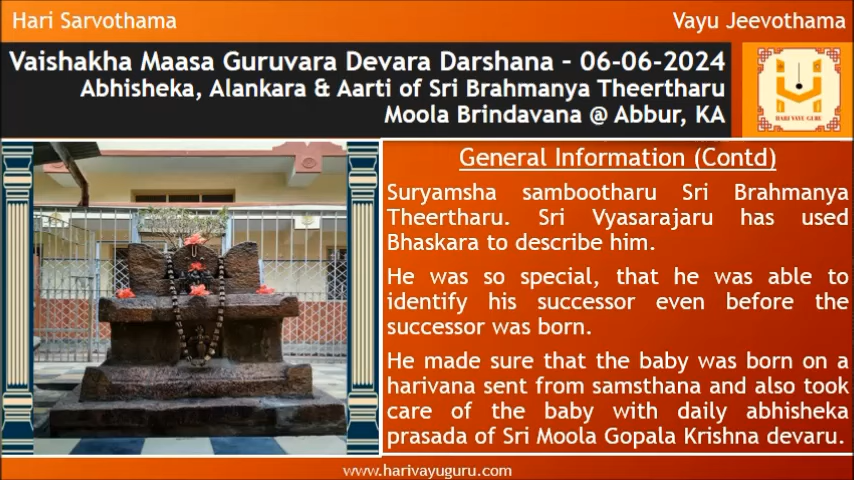 Hari Sarvothama
Vayu Jeevothama
Vaishakha Maasa Guruvara Devara Darshana - 06-06-2024
Abhisheka, Alankara & Aarti of Sri Brahmanya Theertharu
Moola Brindavana @ Abbur, KA
HARI VAYU GURU
General Information (Contd)
Suryamsha sambootharu Sri Brahmanya
Theertharu. Sri Vyasarajaru has used
Bhaskara to describe him.
He was so special, that he was able to
identify his successor even before the
successor was born.
He made sure that the baby was born on a
harivana sent from samsthana and also took
care of the baby with daily abhisheka
prasada of Sri Moola Gopala Krishna devaru.
www.harivayuguru.com